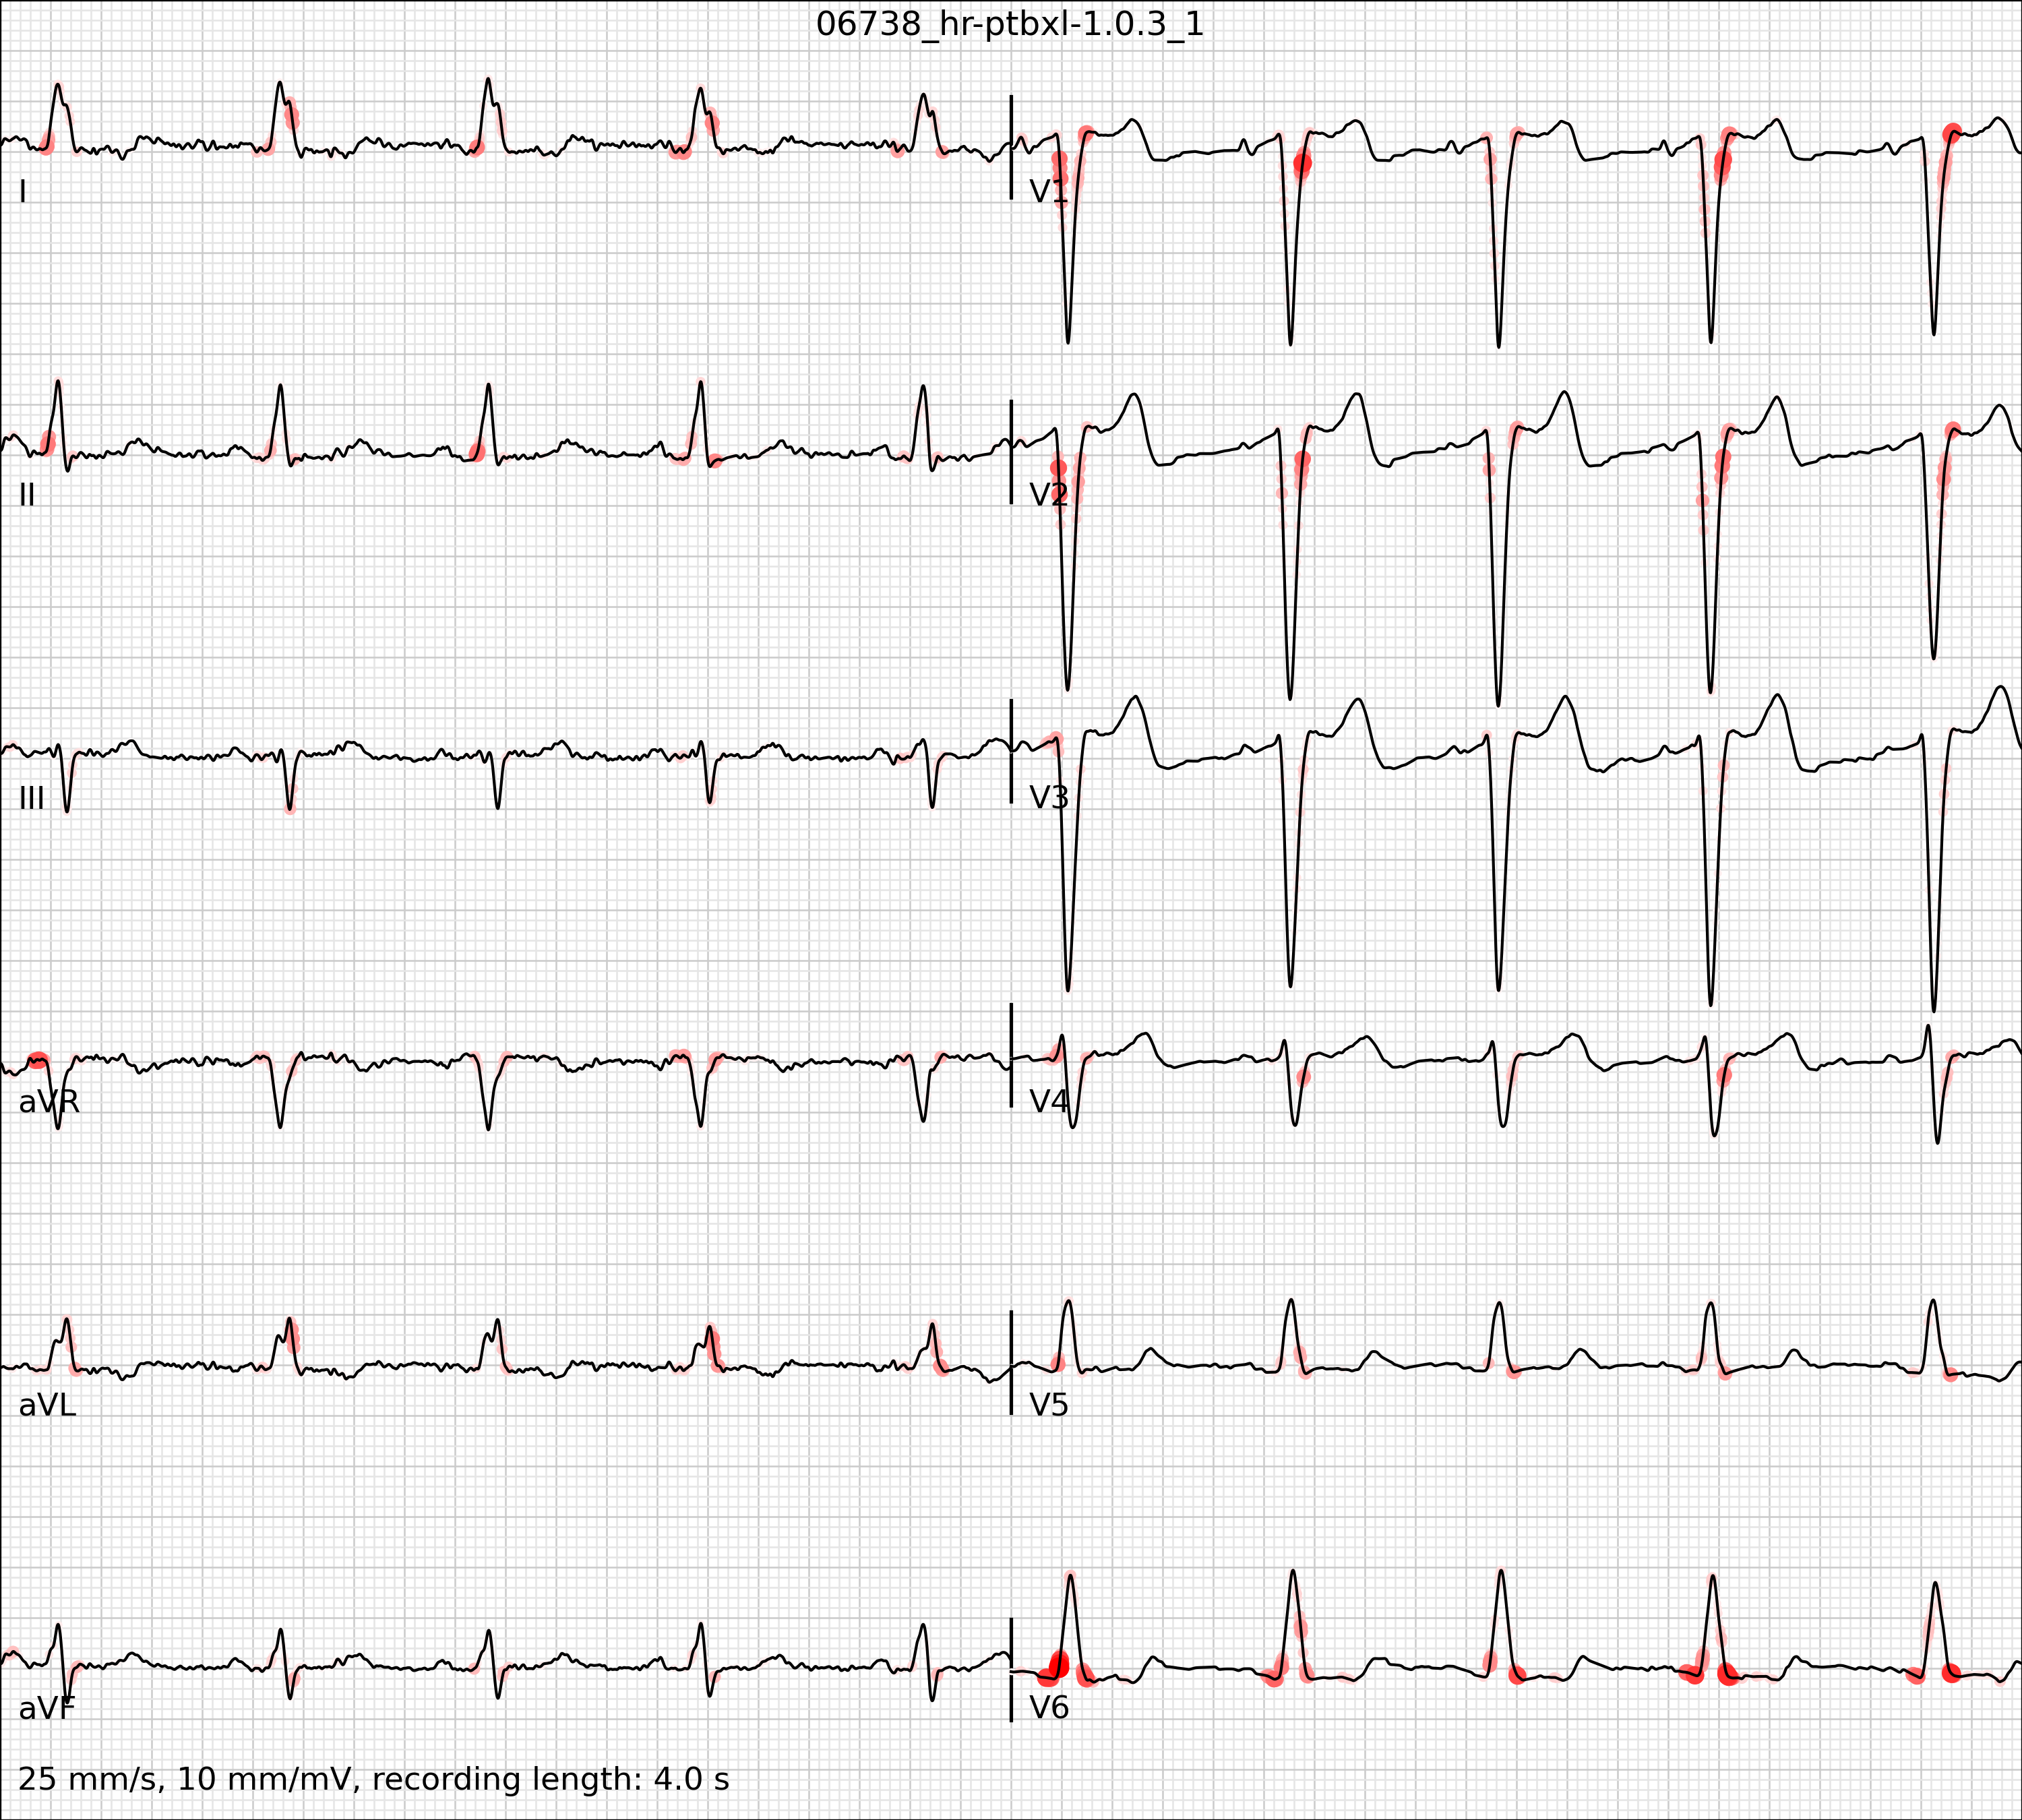 06738_hr-ptbxl-1.0.3_1
I
V1
II
V2
III
V3
aVR
V4
aVL
V5
aVF
V6
25 mm/s, 10 mm/mV, recording length: 4.0 s